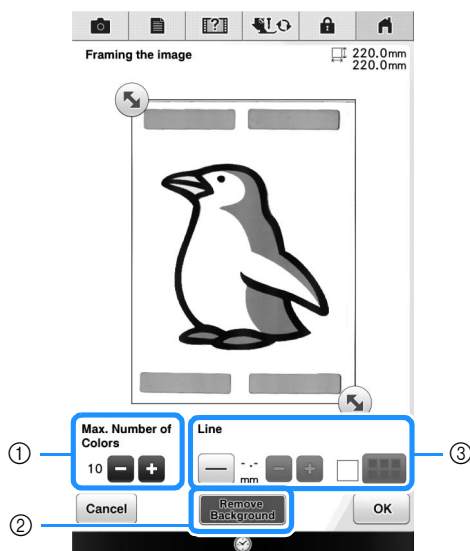 Framing the image
220.0mm
220.0mm
Max. Number of
Colors
10
Line
-.-
mm
①
②
③
Cancel
Remove
Background
OK